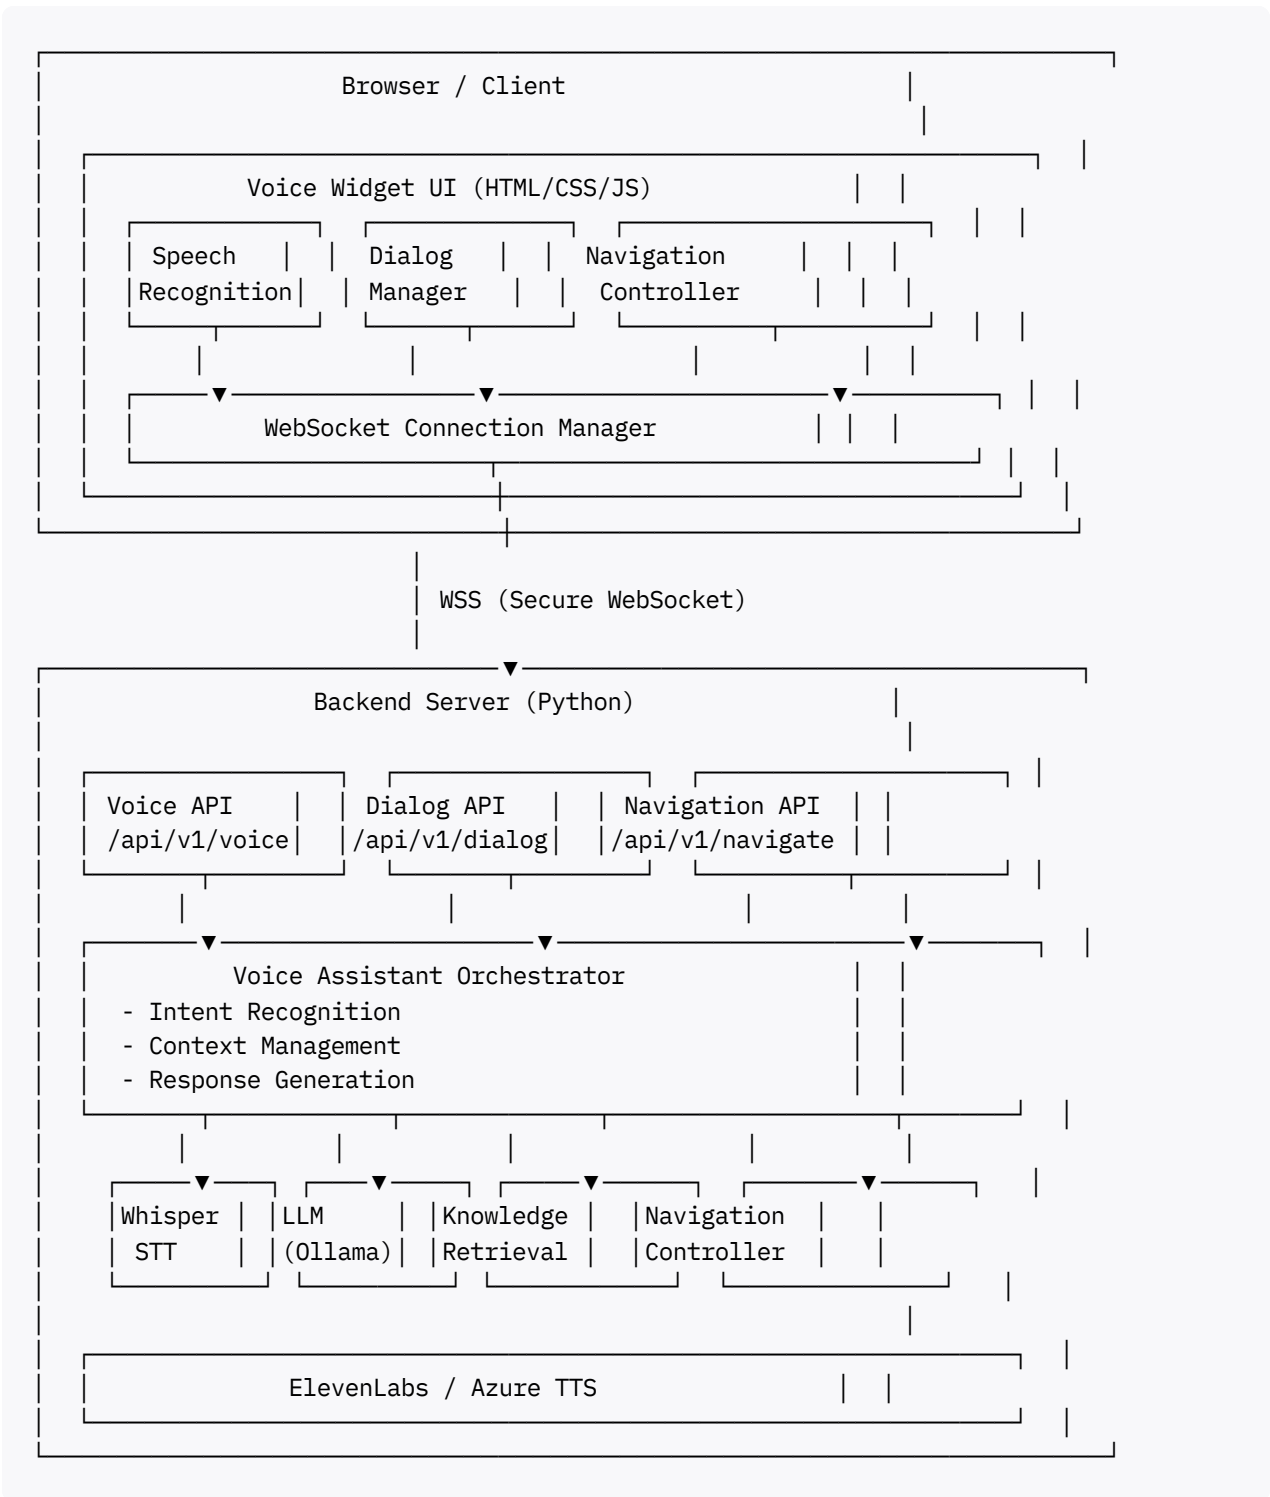 Browser / Client
Voice Widget UI (HTML/CSS/JS)
Speech Dialog Navigation
Recognition Manager Controller
WebSocket Connection Manager
WSS (Secure WebSocket)
Backend Server (Python)
Voice API Dialog API Navigation API
/api/v1/voice /api/v1/dialog /api/v1/navigate
Voice Assistant Orchestrator
- Intent Recognition
- Context Management
- Response Generation
Whisper LLM Knowledge Navigation
STT (Ollama) Retrieval Controller
ElevenLabs / Azure TTS